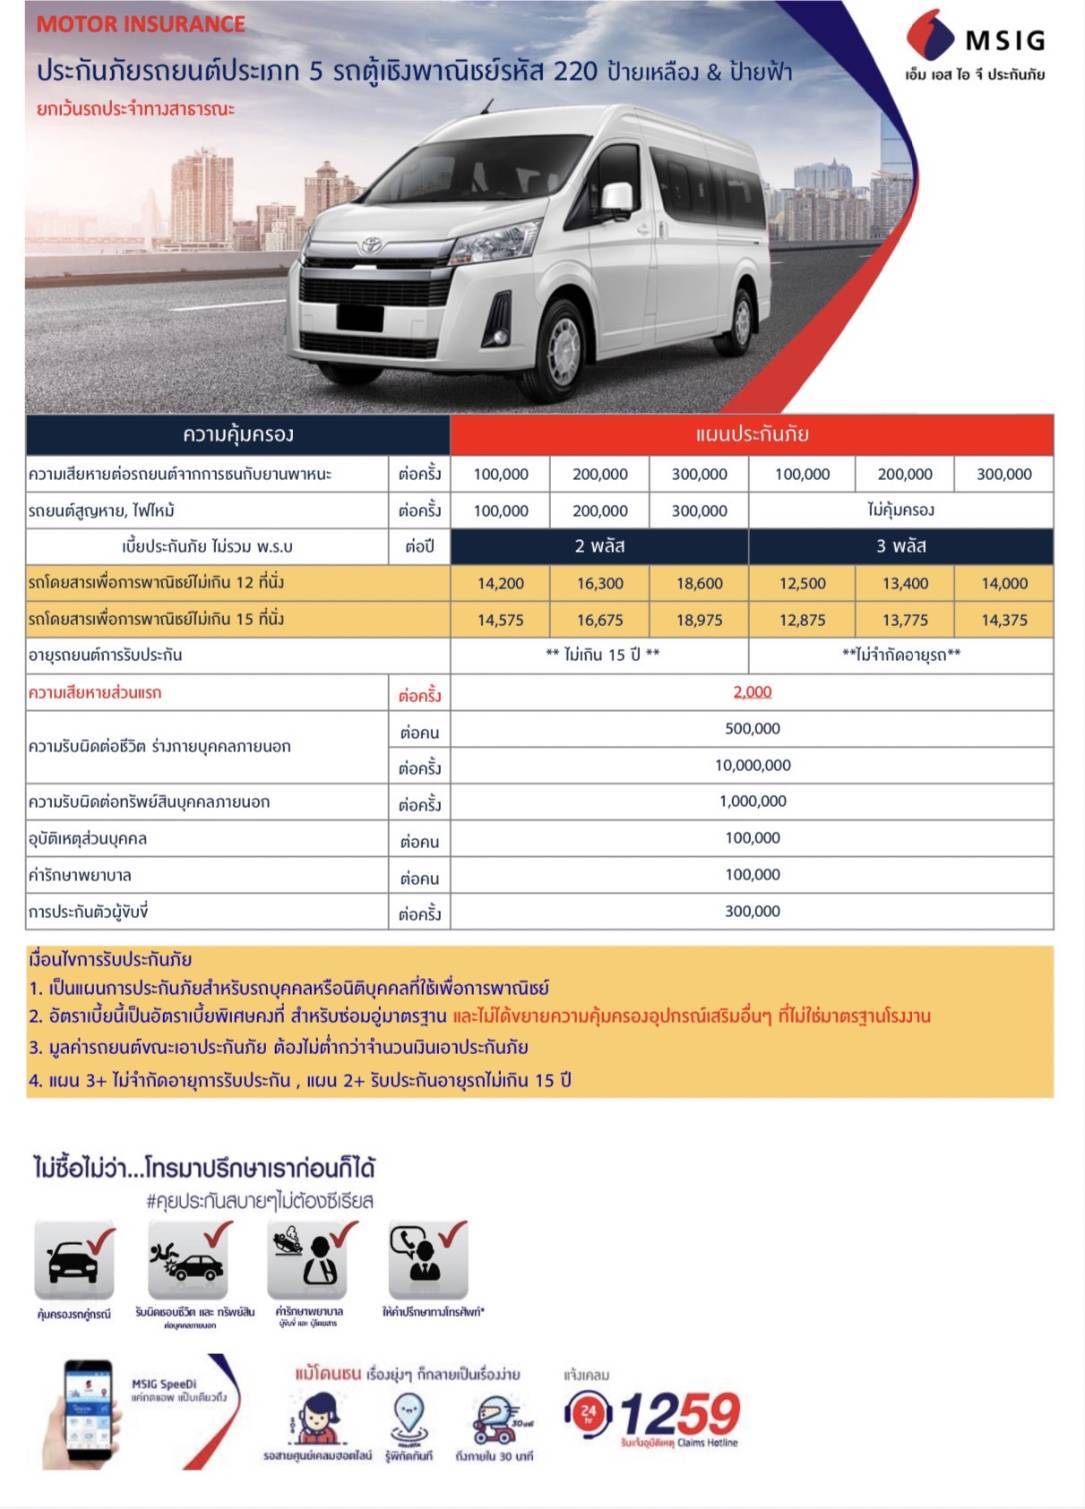 MOTOR INSURANCE
MSIG
ประกันภัยรถยนต์ประเภท 5 รถตู้เชิงพาณิชย์รหัส 220 ป้ายเหลือง & ป้ายฟ้า
เอ็ม เอส ไอ จี ประกันภัย
ยกเว้นรถประจำทางสาธารณะ
ความคุ้มครอง แผนประกันภัย
ความเสียหายต่อรถยนต์จากการชนกับยานพาหนะ ต่อครั้ง 100,000 200,000 300,000 100,000 200,000 300,000
รถยนต์สูญหาย, ไฟไหม้ ต่อครั้ง 100,000 200,000 300,000 ไม่คุ้มครอง
เบี้ยประกันภัย ไม่รวม พ.ร.บ ต่อปี 2 พลัส 3 พลัส
รถโดยสารเพื่อการพาณิชย์ไม่เกิน 12 ที่นั่ง 14,200 16,300 18,600 12,500 13,400 14,000
รถโดยสารเพื่อการพาณิชย์ไม่เกิน 15 ที่นั่ง 14,575 16,675 18,975 12,875 13,775 14,375
อายุรถยนต์การรับประกัน ** ไม่เกิน 15 ปี ** **ไม่จำกัดอายุรถ**
ความเสียหายส่วนแรก ต่อครั้ง 2,000
ความรับผิดต่อชีวิต ร่างกายบุคคลภายนอก ต่อคน 500,000
ต่อครั้ง 10,000,000
ความรับผิดต่อทรัพย์สินบุคคลภายนอก ต่อครั้ง 1,000,000
อุบัติเหตุส่วนบุคคล ต่อคน 100,000
ค่ารักษาพยาบาล ต่อคน 100,000
การประกันตัวผู้ขับขี่ ต่อครั้ง 300,000
เงื่อนไขการรับประกันภัย
1. เป็นแผนการประกันภัยสำหรับรถบุคคลหรือนิติบุคคลที่ใช้เพื่อการพาณิชย์
2. อัตราเบี้ยนี้เป็นอัตราเบี้ยพิเศษคงที่ สำหรับซ่อมอู่มาตรฐาน และไม่ได้ขยายความคุ้มครองอุปกรณ์เสริมอื่นๆ ที่ไม่ใช่มาตรฐานโรงงาน
3. มูลค่ารถยนต์ขณะเอาประกันภัย ต้องไม่ต่ำกว่าจำนวนเงินเอาประกันภัย
4. แผน 3+ ไม่จำกัดอายุการรับประกัน , แผน 2+ รับประกันอายุรถไม่เกิน 15 ปี
ไม่ซื้อไม่ว่า...โทรมาปรึกษาเราก่อนก็ได้
#คุยประกันสบายๆไม่ต้องซีเรียส
คุ้มครองรถคู่กรณี
รับผิดชอบชีวิต และ ทรัพย์สิน
ต่อบุคคลภายนอก
ค่ารักษาพยาบาล
ผู้ขับขี่ และ ผู้โดยสาร
ให้คำปรึกษาทางโทรศัพท์*
MSIG SpeeDi
แค่กดแอพ แป๊บเดียวถึง
แม้โดนชน เรื่องยุ่งๆ ก็กลายเป็นเรื่องง่าย
รอสายศูนย์เคลมฮอตไลน์
รู้พิกัดทันที
30นาที
ถึงภายใน 30 นาที
แจ้งเคลม
24
hr
1259
รับแจ้งอุบัติเหตุ Claims Hotline